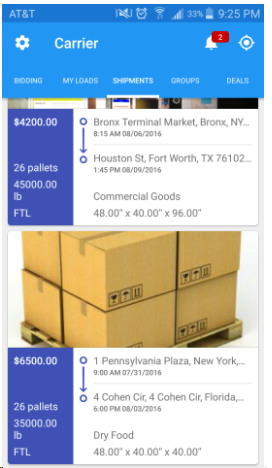 AT&T 33% 9:25 PM
Carrier 2
BIDDING MY LOADS SHIPMENTS GROUPS DEALS
$4200.00
Bronx Terminal Market, Bronx, NY...
8:15 AM 08/06/2016
Houston St, Fort Worth, TX 76102...
1:45 PM 08/09/2016
26 pallets
45000.00
lb
Commercial Goods
FTL
48.00" x 40.00" x 96.00"
$6500.00
1 Pennsylvania Plaza, New York,...
9:00 AM 07/31/2016
4 Cohen Cir, 4 Cohen Cir, Florida,...
6:00 PM 08/03/2016
26 pallets
35000.00
lb
Dry Food
FTL
48.00" x 40.00" x 40.00"